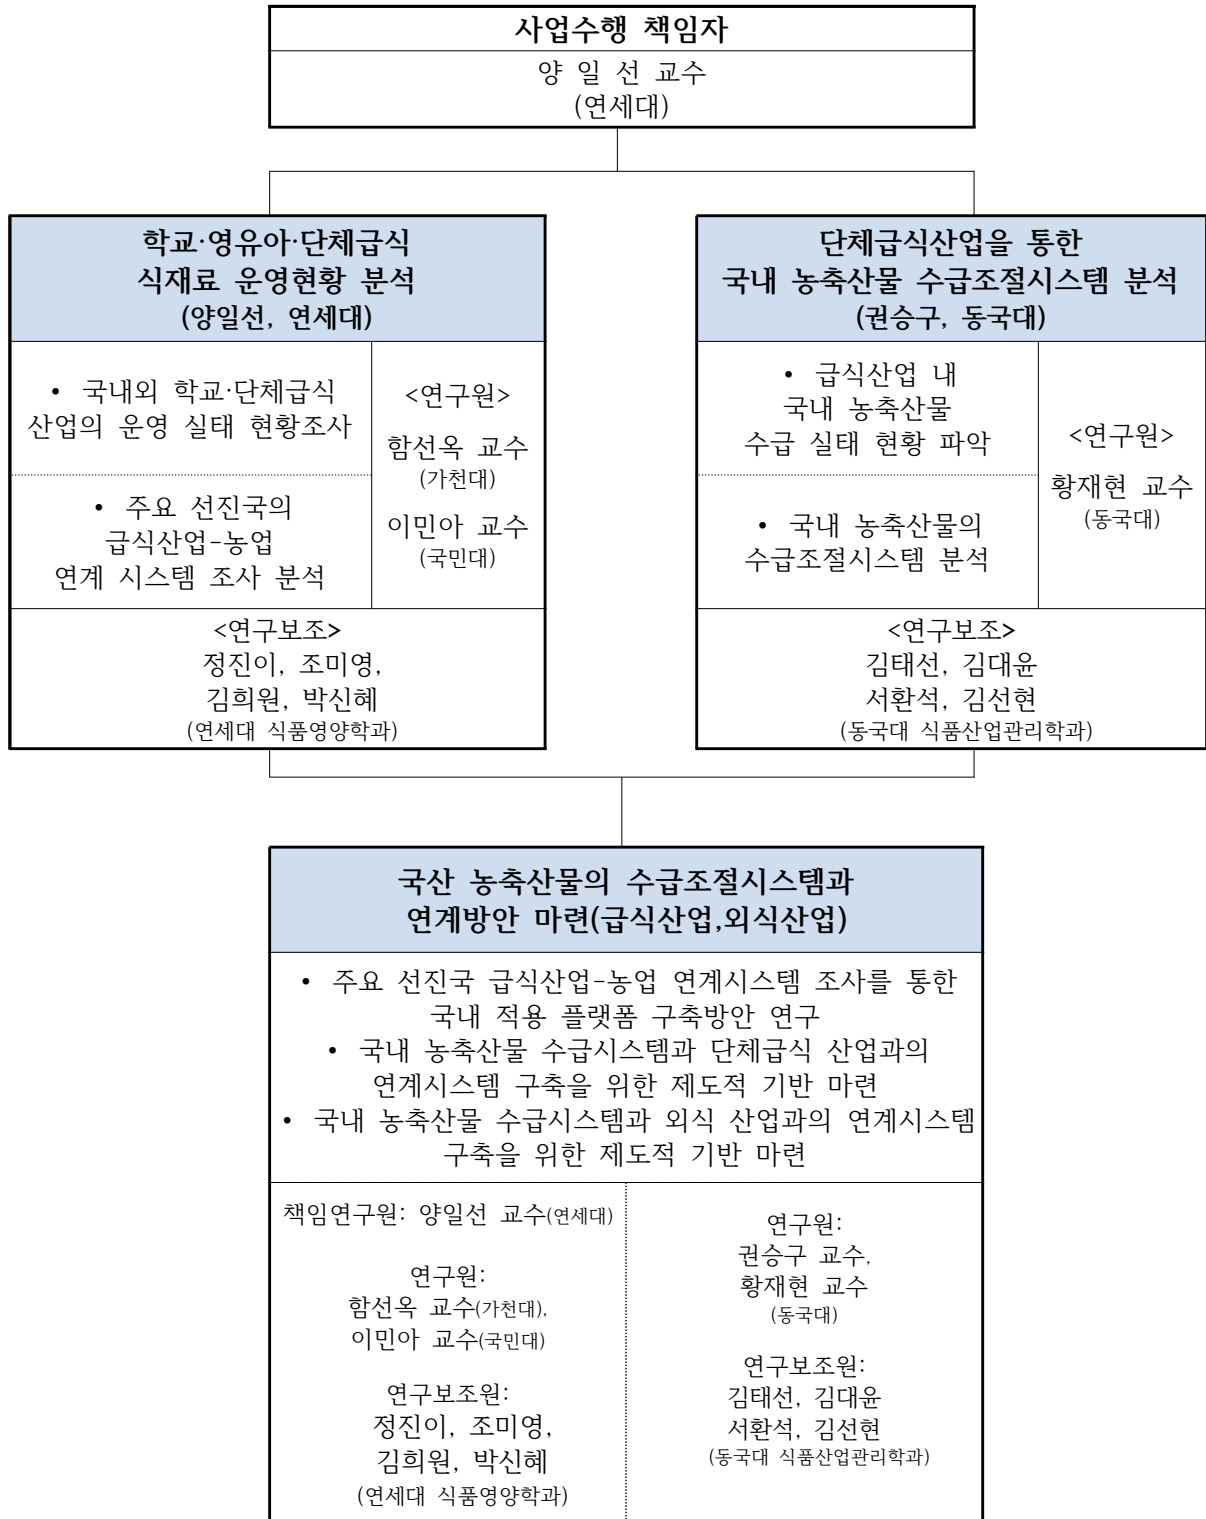 사업수행 책임자
양 일 선 교수
(연세대)
학교·영유아·단체급식
식재료 운영현황 분석
(양일선, 연세대)
• 국내외 학교·단체급식
산업의 운영 실태 현황조사
• 주요 선진국의
급식산업-농업
연계 시스템 조사 분석
<연구원>
함선옥 교수
(가천대)
이민아 교수
(국민대)
<연구보조>
정진이, 조미영,
김희원, 박신혜
(연세대 식품영양학과)
단체급식산업을 통한
국내 농축산물 수급조절시스템 분석
(권승구, 동국대)
• 급식산업 내
국내 농축산물
수급 실태 현황 파악
• 국내 농축산물의
수급조절시스템 분석
<연구원>
황재현 교수
(동국대)
<연구보조>
김태선, 김대윤
서환석, 김선현
(동국대 식품산업관리학과)
국산 농축산물의 수급조절시스템과
연계방안 마련(급식산업,외식산업)
• 주요 선진국 급식산업-농업 연계시스템 조사를 통한
국내 적용 플랫폼 구축방안 연구
• 국내 농축산물 수급시스템과 단체급식 산업과의
연계시스템 구축을 위한 제도적 기반 마련
• 국내 농축산물 수급시스템과 외식 산업과의 연계시스템
구축을 위한 제도적 기반 마련
책임연구원: 양일선 교수(연세대)
연구원:
함선옥 교수(가천대),
이민아 교수(국민대)
연구보조원:
정진이, 조미영,
김희원, 박신혜
(연세대 식품영양학과)
연구원:
권승구 교수,
황재현 교수
(동국대)
연구보조원:
김태선, 김대윤
서환석, 김선현
(동국대 식품산업관리학과)